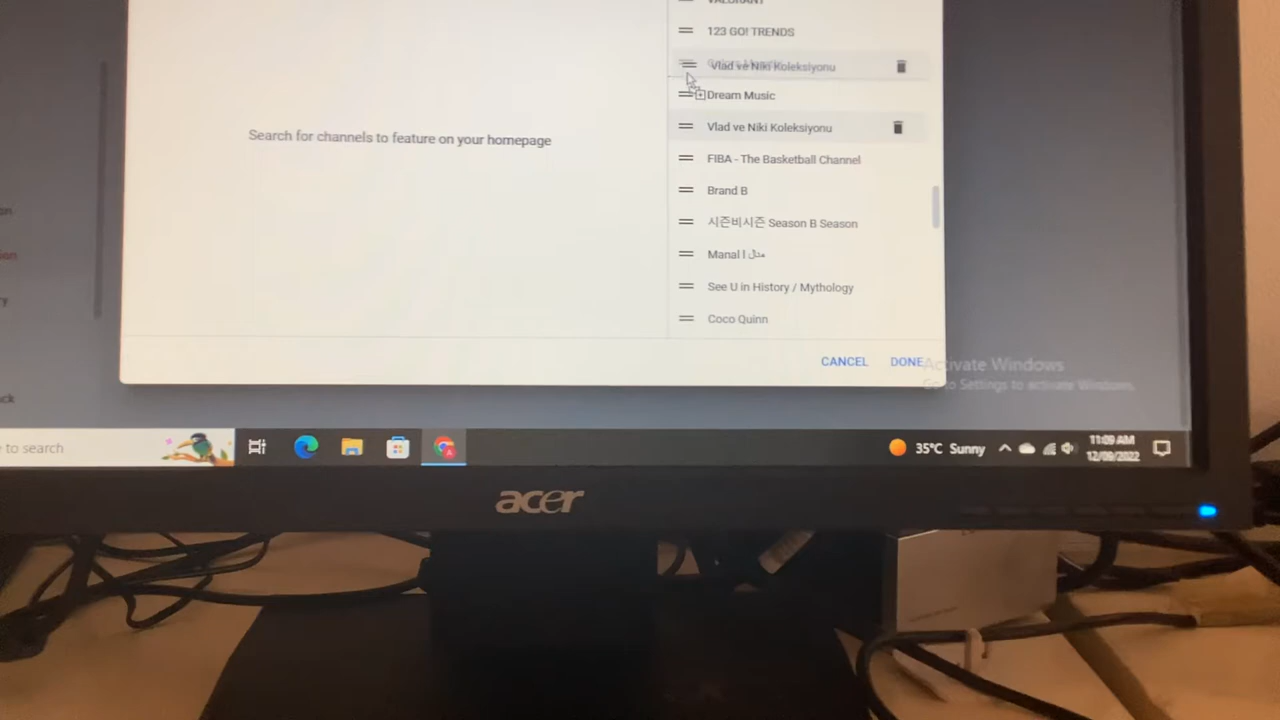 VALORANT
123 GO! TRENDS
Vlad ve Niki Koleksiyonu
Dream Music
Vlad ve Niki Koleksiyonu
FIBA - The Basketball Channel
Search for channels to feature on your homepage
Brand B
시즌비시즌 Season B Season
Manal l منال
See U in History / Mythology
Coco Quinn
CANCEL DONE
Activate Windows
Go to Settings to activate Windows.
to search
35°C Sunny
11:09 AM
12/09/2022
acer